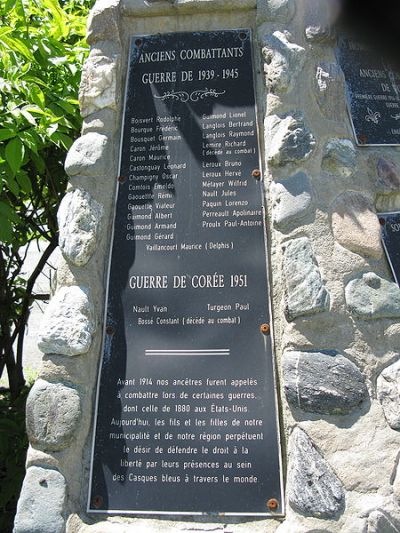 ANCIENS COMBATTANTS
GUERRE DE 1939 - 1945
Boisvert Rodolphe
Bourque Frédéric
Bousquet Germain
Caron Jérôme
Caron Maurice
Castonguay Léonard
Champigny Oscar
Comtois Emeldo
Gaouette Irené
Gaouette Viateur
Guimond Albert
Guimond Armand
Guimond Gérard
Guimond Lionel
Langlois Bertrand
Langlois Raymond
Lemire Richard
(décédé au combat)
Leroux Bruno
Leroux Hervé
Métayer Wilfrid
Nault Jules
Paquin Lorenzo
Perreault Apolinaire
Proulx Paul-Antoine
Vaillancourt Maurice (Delphis)
GUERRE DE CORÉE 1951
Nault Yvan
Turgeon Paul
Bossé Constant (décédé au combat)
Avant 1914 nos ancêtres furent appelés
à combattre lors de certaines guerres,
dont celle de 1880 aux États-Unis.
Aujourd'hui, les fils et les filles de notre
municipalité et de notre région perpétuent
le désir de défendre le droit à la
liberté par leurs présences au sein
des Casques bleus à travers le monde.
ANCIENS